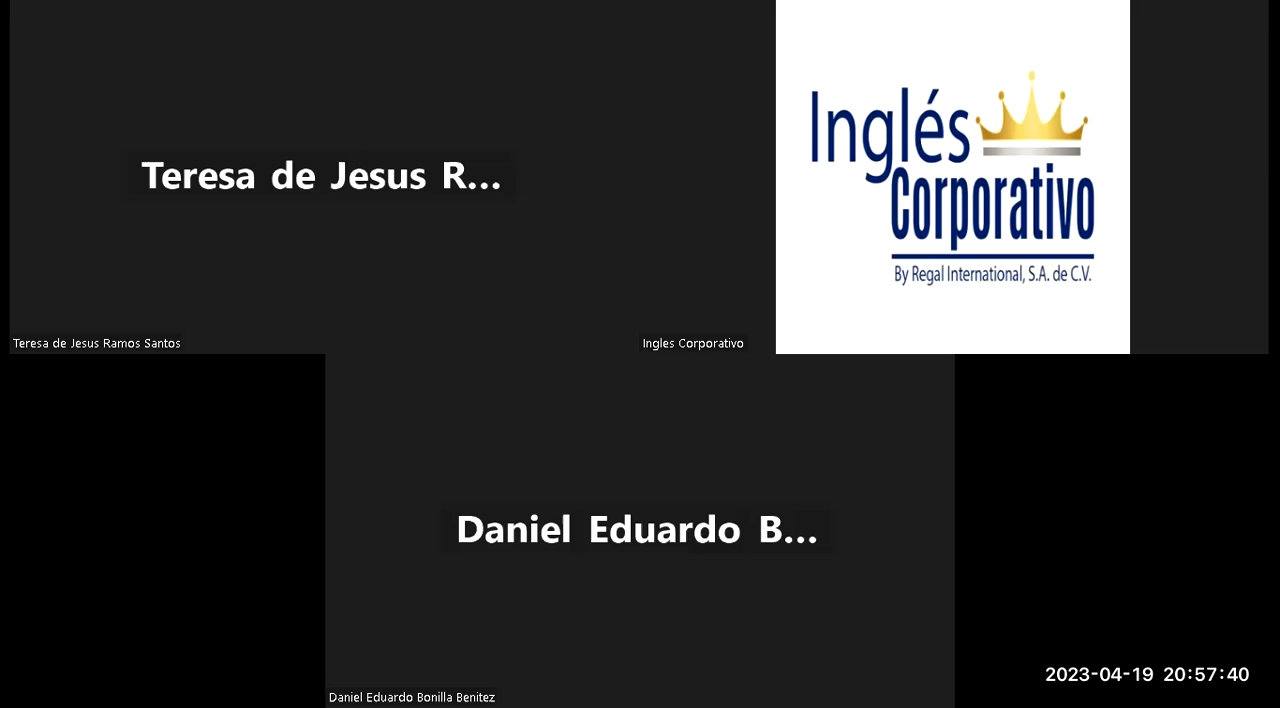 Teresa de Jesus R...
Teresa de Jesus Ramos Santos
Inglés
Corporativo
By Regal International, S.A. de C.V.
Ingles Corporativo
Daniel Eduardo B...
Daniel Eduardo Bonilla Benitez
2023-04-19 20:57:40